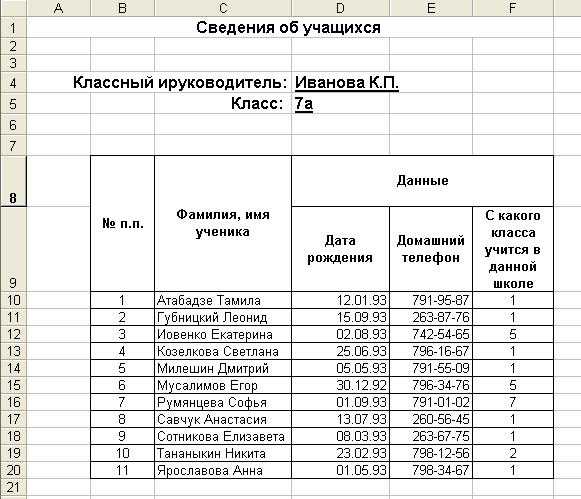 A B C D E F
1 Сведения об учащихся
2
3
4 Классный ируководитель: Иванова К.П.
5 Класс: 7а
6
7
8 Данные
№ п.п. Фамилия, имя ученика
9 Дата рождения Домашний телефон С какого класса учится в данной школе
10 1 Атабадзе Тамила 12.01.93 791-95-87 1
11 2 Губницкий Леонид 15.09.93 263-87-76 1
12 3 Иовенко Екатерина 02.08.93 742-54-65 5
13 4 Козелкова Светлана 25.06.93 796-16-67 1
14 5 Милешин Дмитрий 05.05.93 791-55-09 1
15 6 Мусалимов Егор 30.12.92 796-34-76 5
16 7 Румянцева Софья 01.09.93 791-01-02 7
17 8 Савчук Анастасия 13.07.93 260-56-45 1
18 9 Сотникова Елизавета 08.03.93 263-67-75 1
19 10 Тананыкин Никита 23.02.93 798-12-56 2
20 11 Ярославова Анна 01.05.93 798-34-67 1
21